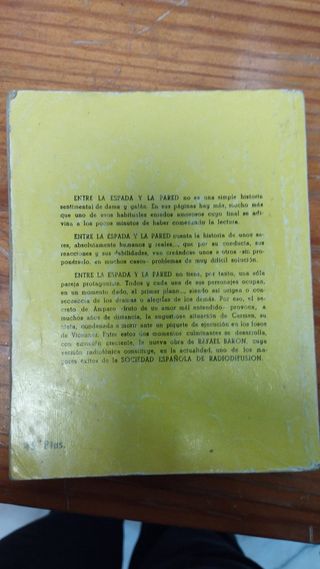 ENTRE LA ESPADA Y LA PARED no es una simple historia
sentimental de dama y galán. En sus páginas hay más, mucho más
que uno de esos habituales enredos amorosos cuyo final se adi-
vina a los pocos minutos de haber comenzado la lectura.
ENTRE LA ESPADA Y LA PARED cuenta la historia de unos se-
res, absolutamente humanos y reales..., que por su conducta, sus
reacciones y sus debilidades, van creándose unos a otros -sin pro-
ponérselo, en muchos casos- problemas de muy difícil solución.
ENTRE LA ESPADA Y LA PARED no tiene, por tanto, una sola
pareja protagonista. Todos y cada uno de sus personajes ocupan,
en un momento dado, el primer plano..., siendo así origen o con-
secuencia de los dramas o alegrías de los demás. Por eso, el se-
creto de Amparo -fruto de un amor mal entendido- provoca, a
muchos años de distancia, la angustiosa situación de Carmen, su
nieta, condenada a morir ante un piquete de ejecución en los fosos
de Vicennes. Entre estos dos momentos culminantes se desarrolla,
con emoción creciente, la nueva obra de RAFAEL BARON, cuya
versión radiofónica constituye, en la actualidad, uno de los ma-
yores éxitos de la SOCIEDAD ESPAÑOLA DE RADIODIFUSION.
Ptas.